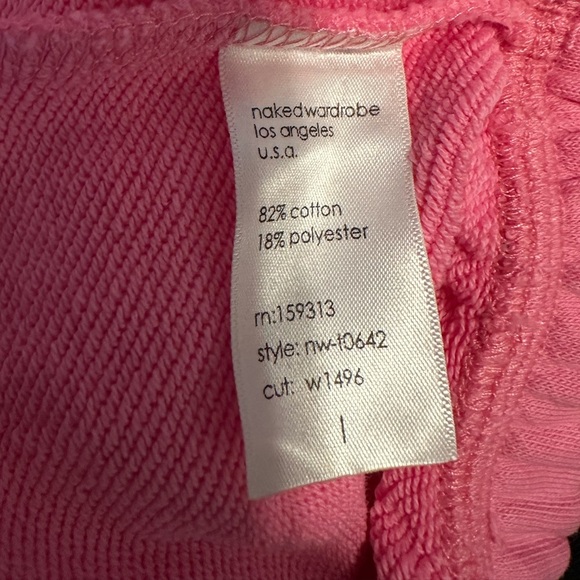 nakedwardrobe
los angeles
u.s.a.
82% cotton
18% polyester
rn:159313
style: nw-t0642
cut: w1496
l